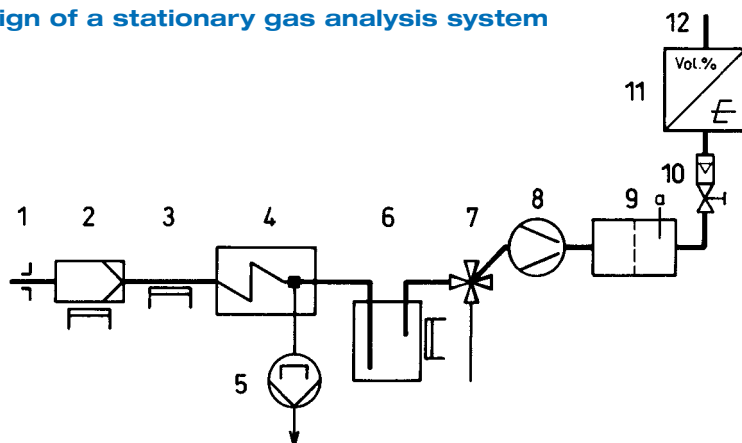 ign of a stationary gas analysis system
12
Vol.%
11
E
10
1 2 3 4 6 7 8 9 a
5